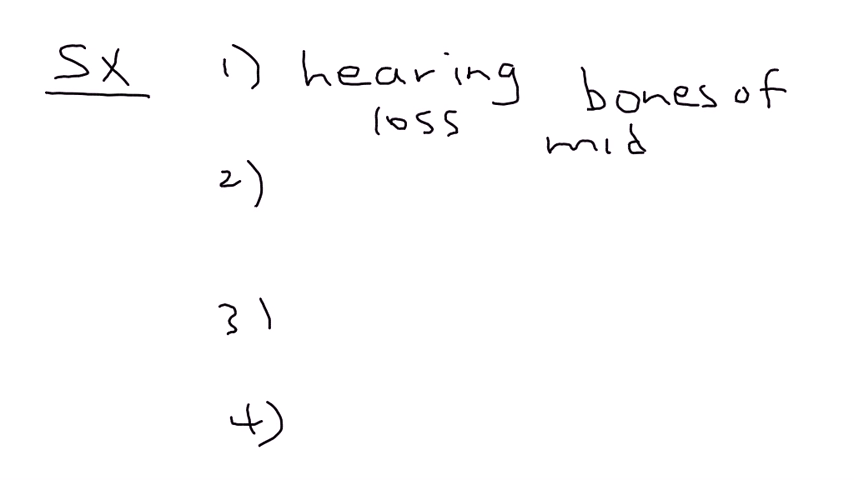 SX 1) hearing bones of
loss mid
2)
3)
4)